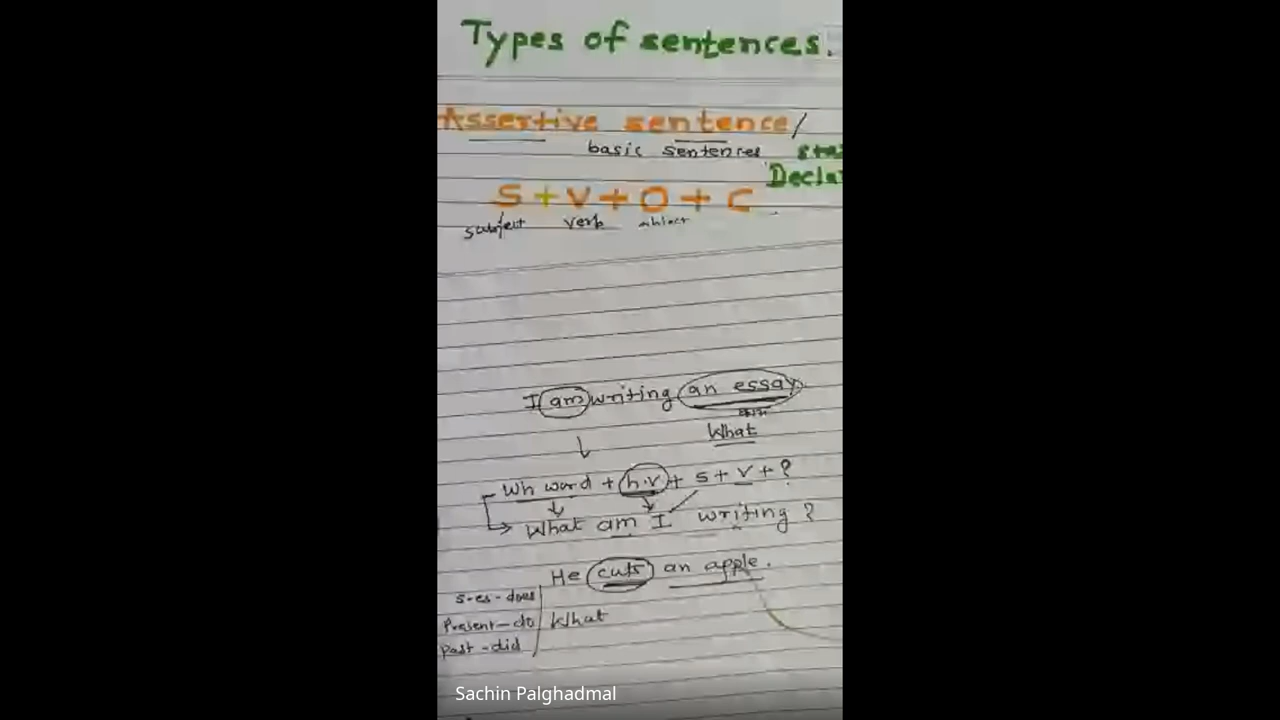 Types of sentences.
Assertive sentence/
basic sentences
S + V + O + C
subject verb
I am writing an essay.
What
Wh word + h.v + S + V + ?
What am I writing ?
He cuts an apple.
s-es-does
Present-do What
Past-did
Sachin Palghadmal